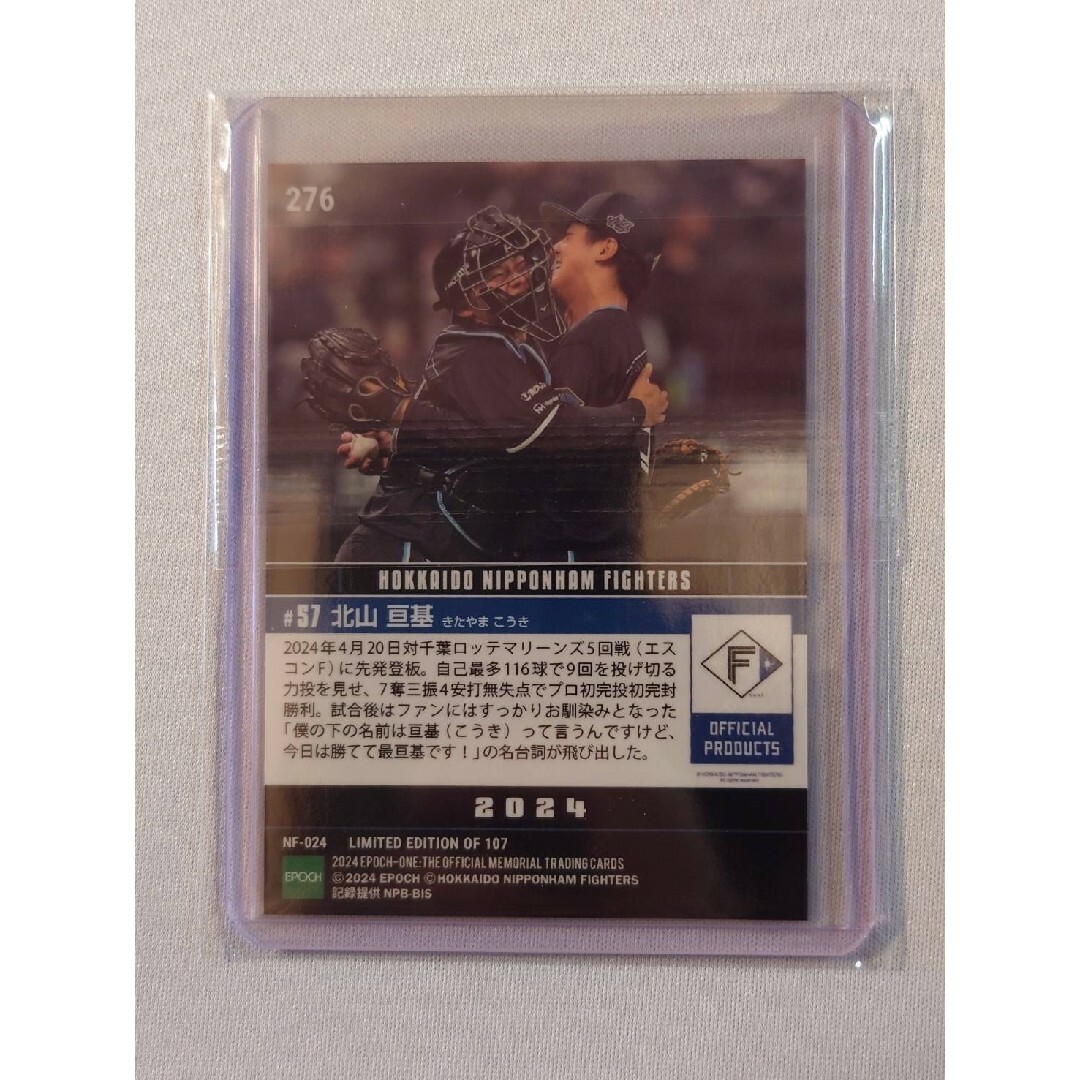 276
HOKKAIDO NIPPONHAM FIGHTERS
#57 北山 亘基 きたやま こうき
2024年4月20日対千葉ロッテマリーンズ5回戦（エス
コンF）に先発登板。自己最多116球で9回を投げ切る
力投を見せ、7奪三振4安打無失点でプロ初完投初完封
勝利。試合後はファンにはすっかりお馴染みとなった
「僕の下の名前は亘基（こうき）って言うんですけど、
今日は勝てて最亘基です！」の名台詞が飛び出した。
F
OFFICIAL
PRODUCTS
© HOKKAIDO NIPPONHAM FIGHTERS
All rights reserved.
2024
NF-024 LIMITED EDITION OF 107
EPOCH
2024 EPOCH-ONE:THE OFFICIAL MEMORIAL TRADING CARDS
©2024 EPOCH ©HOKKAIDO NIPPONHAM FIGHTERS
記録提供 NPB-BIS